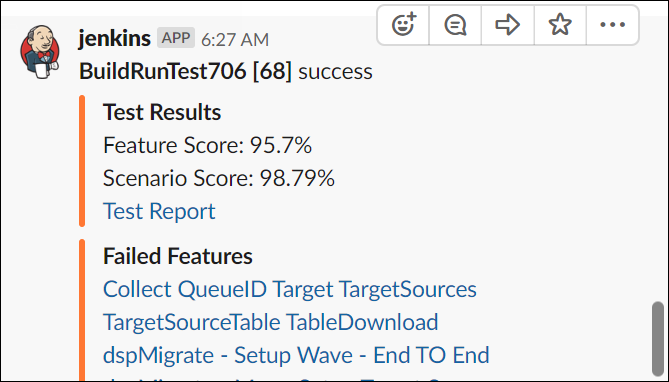 jenkins APP 6:27 AM
BuildRunTest706 [68] success
Test Results
Feature Score: 95.7%
Scenario Score: 98.79%
Test Report
Failed Features
Collect QueueID Target TargetSources
TargetSourceTable TableDownload
dspMigrate - Setup Wave - End TO End